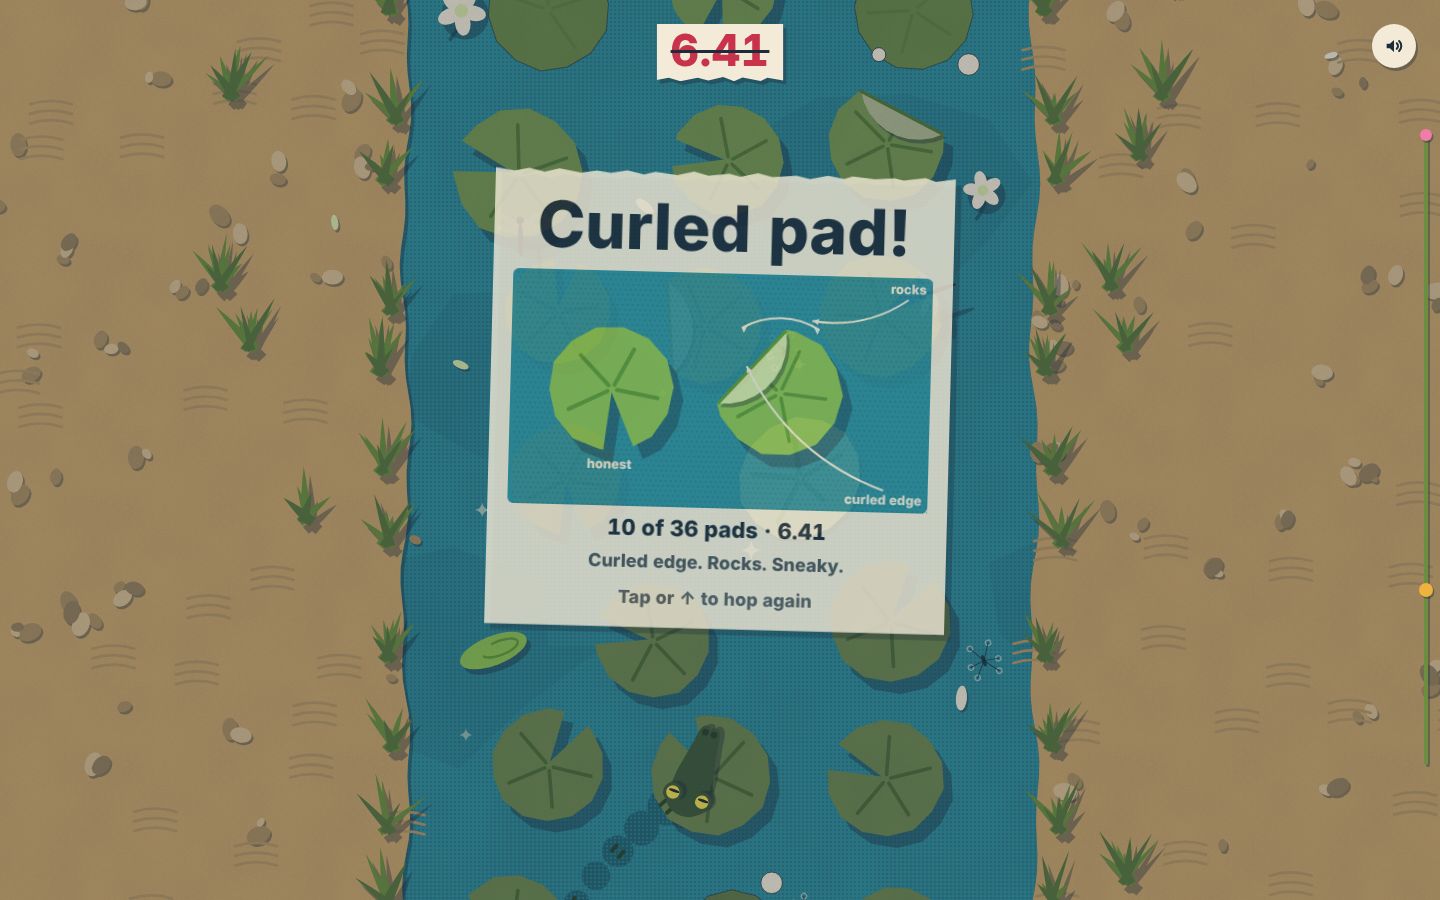 6.41
Curled pad!
rocks
honest
curled edge
10 of 36 pads · 6.41
Curled edge. Rocks. Sneaky.
Tap or ↑ to hop again